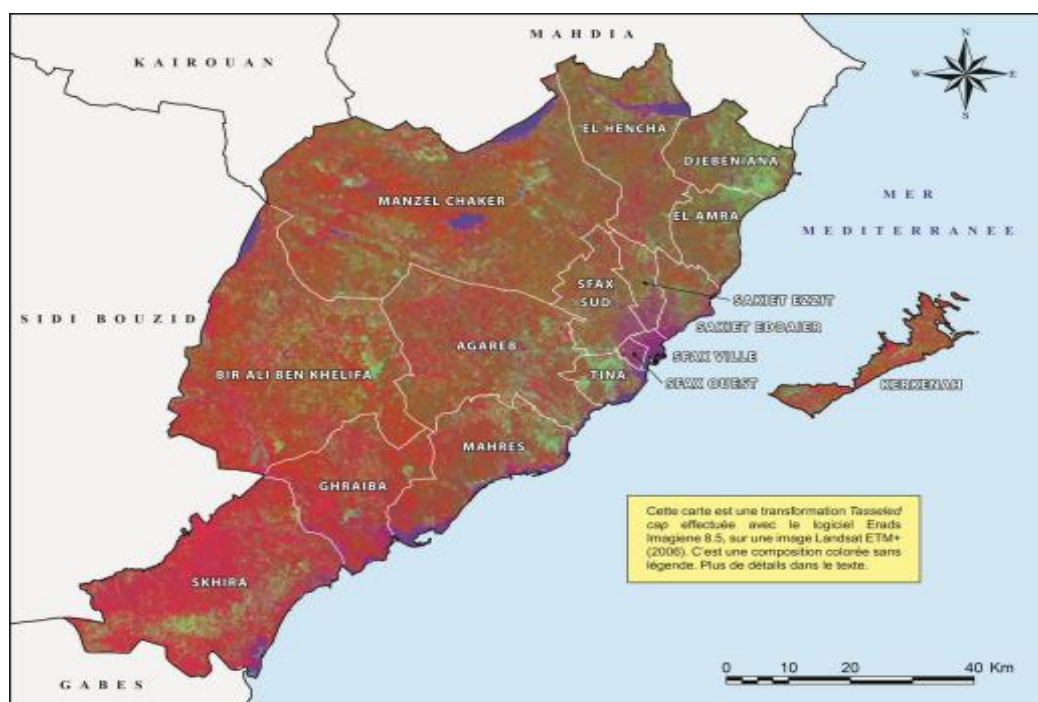 MAHDIA
KAIROUAN
N
W E
S
EL HENCHA
DJEBENIANA
MANZEL CHAKER
EL AMRA
MER
MEDITERRANEE
SFAX
SUD
SAKIET EZZIT
SIDI BOUZID
SAKIET EDDAIER
AGAREB
SFAX VILLE
BIR ALI BEN KHELIFA
TINA
SFAX OUEST
KERKENAH
MAHRES
GHRAIBA
Cette carte est une transformation Tasseled
cap effectuée avec le logiciel Erads
Imagiene 8.5, sur une image Landsat ETM+
(2006). C'est une composition colorée sans
légende. Plus de détails dans le texte.
SKHIRA
GABES
0 10 20 40 Km